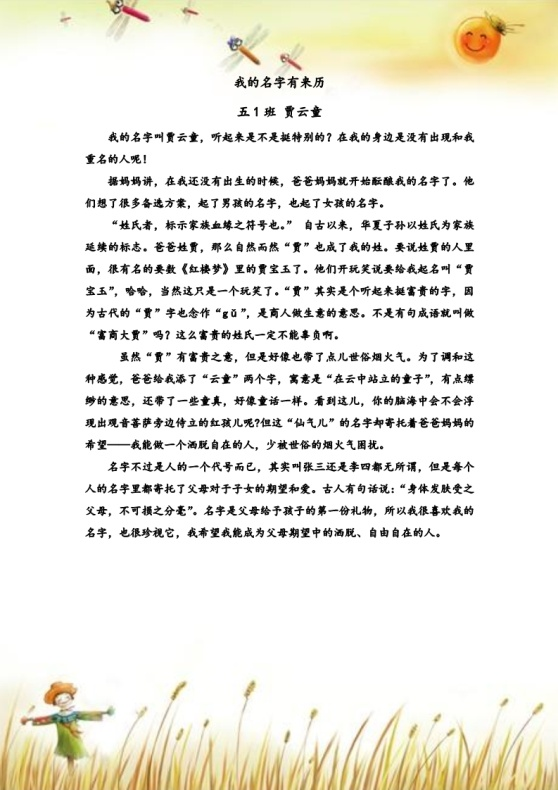 我的名字有来历
五1班 贾云童
我的名字叫贾云童，听起来是不是挺特别的？在我的身边是没有出现和我
重名的人呢！
据妈妈讲，在我还没有出生的时候，爸爸妈妈就开始酝酿我的名字了。他
们想了很多备选方案，起了男孩的名字，也起了女孩的名字。
“姓氏者，标示家族血缘之符号也。” 自古以来，华夏子孙以姓氏为家族
延续的标志。爸爸姓贾，那么自然而然“贾”也成了我的姓。要说姓贾的人里
面，很有名的要数《红楼梦》里的贾宝玉了。他们开玩笑说要给我起名叫“贾
宝玉”，哈哈，当然这只是一个玩笑了。“贾”其实是个听起来挺富贵的字，因
为古代的“贾”字也念作“gǔ”，是商人做生意的意思。不是有句成语就叫做
“富商大贾”吗？这么富贵的姓氏一定不能辜负啊。
虽然“贾”有富贵之意，但是好像也带了点儿世俗烟火气。为了调和这
种感觉，爸爸给我添了“云童”两个字，寓意是“在云中站立的童子”，有点缥
缈的意思，还带了一些童真，好像童话一样。看到这儿，你的脑海中会不会浮
现出观音菩萨旁边侍立的红孩儿呢?但这“仙气儿”的名字却寄托着爸爸妈妈的
希望——我能做一个洒脱自在的人，少被世俗的烟火气困扰。
名字不过是人的一个代号而已，其实叫张三还是李四都无所谓，但是每个
人的名字里都寄托了父母对于子女的期望和爱。古人有句话说：“身体发肤受之
父母，不可损之分毫”。名字是父母给予孩子的第一份礼物，所以我很喜欢我的
名字，也很珍视它，我希望我能成为父母期望中的洒脱、自由自在的人。